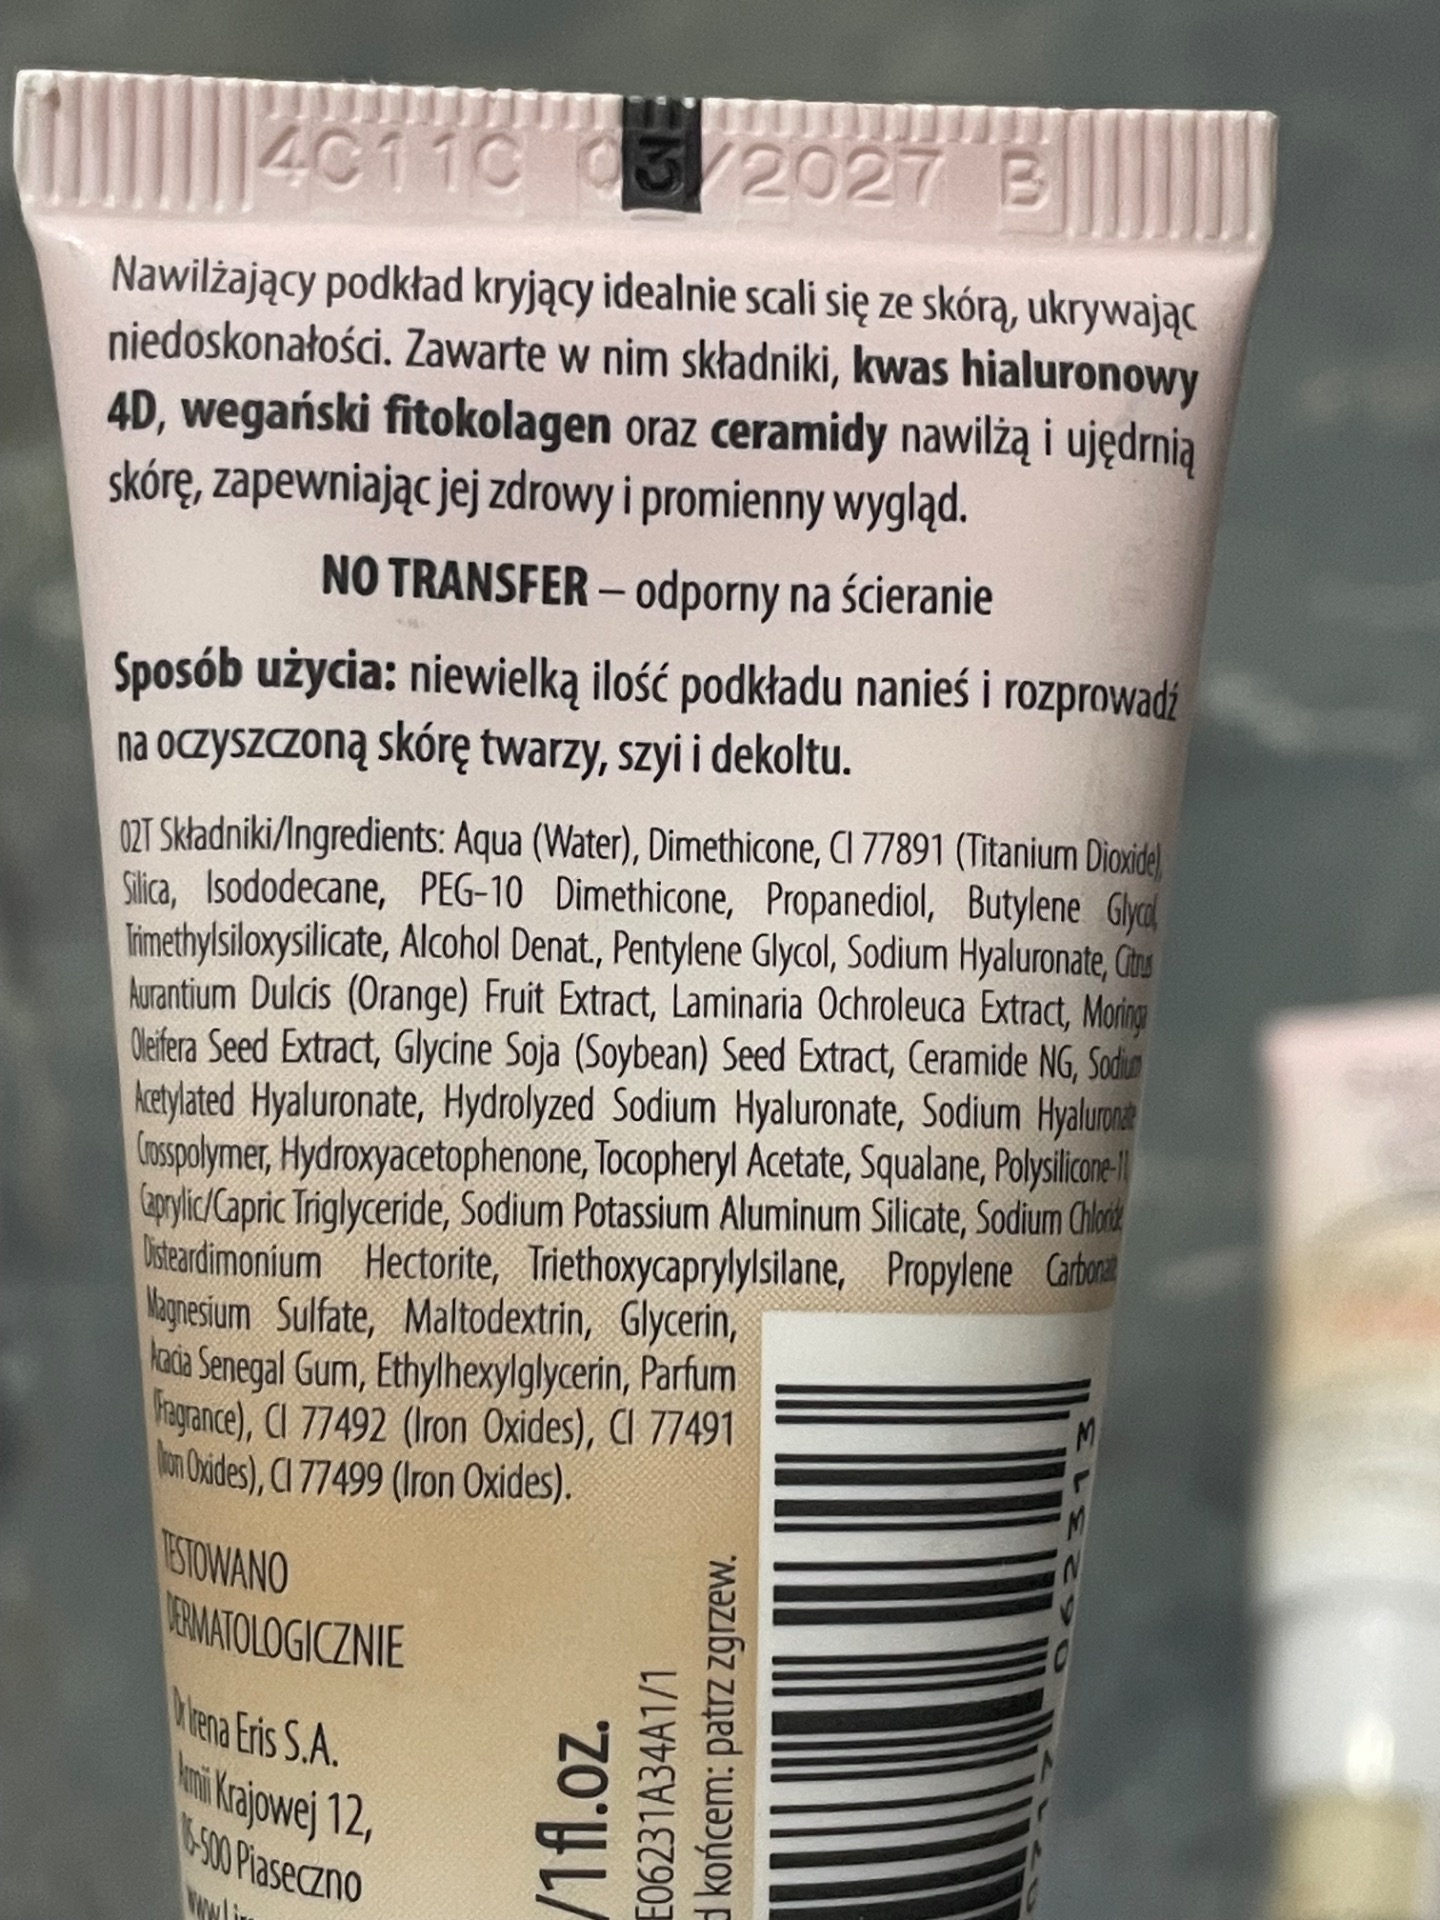 4C11C 03/2027 B
Nawilżający podkład kryjący idealnie scali się ze skórą, ukrywając
niedoskonałości. Zawarte w nim składniki, kwas hialuronowy
4D, wegański fitokolagen oraz ceramidy nawilżą i ujędrnią
skórę, zapewniając jej zdrowy i promienny wygląd.
NO TRANSFER – odporny na ścieranie
Sposób użycia: niewielką ilość podkładu nanieś i rozprowadź
na oczyszczoną skórę twarzy, szyi i dekoltu.
02T Składniki/Ingredients: Aqua (Water), Dimethicone, CI 77891 (Titanium Dioxide),
Silica, Isododecane, PEG-10 Dimethicone, Propanediol, Butylene Glycol,
Trimethylsiloxysilicate, Alcohol Denat., Pentylene Glycol, Sodium Hyaluronate, Citrus
Aurantium Dulcis (Orange) Fruit Extract, Laminaria Ochroleuca Extract, Moringa
Oleifera Seed Extract, Glycine Soja (Soybean) Seed Extract, Ceramide NG, Sodium
Acetylated Hyaluronate, Hydrolyzed Sodium Hyaluronate, Sodium Hyaluronate
Crosspolymer, Hydroxyacetophenone, Tocopheryl Acetate, Squalane, Polysilicone-11,
Caprylic/Capric Triglyceride, Sodium Potassium Aluminum Silicate, Sodium Chloride,
Disteardimonium Hectorite, Triethoxycaprylylsilane, Propylene Carbonate,
Magnesium Sulfate, Maltodextrin, Glycerin,
Acacia Senegal Gum, Ethylhexylglycerin, Parfum
(Fragrance), CI 77492 (Iron Oxides), CI 77491
(Iron Oxides), CI 77499 (Iron Oxides).
TESTOWANO
DERMATOLOGICZNIE
Dr Irena Eris S.A.
Armii Krajowej 12,
05-500 Piaseczno
/1fl.oz.
E06231A34A1/1
d końcem: patrz zgrzew.
062313